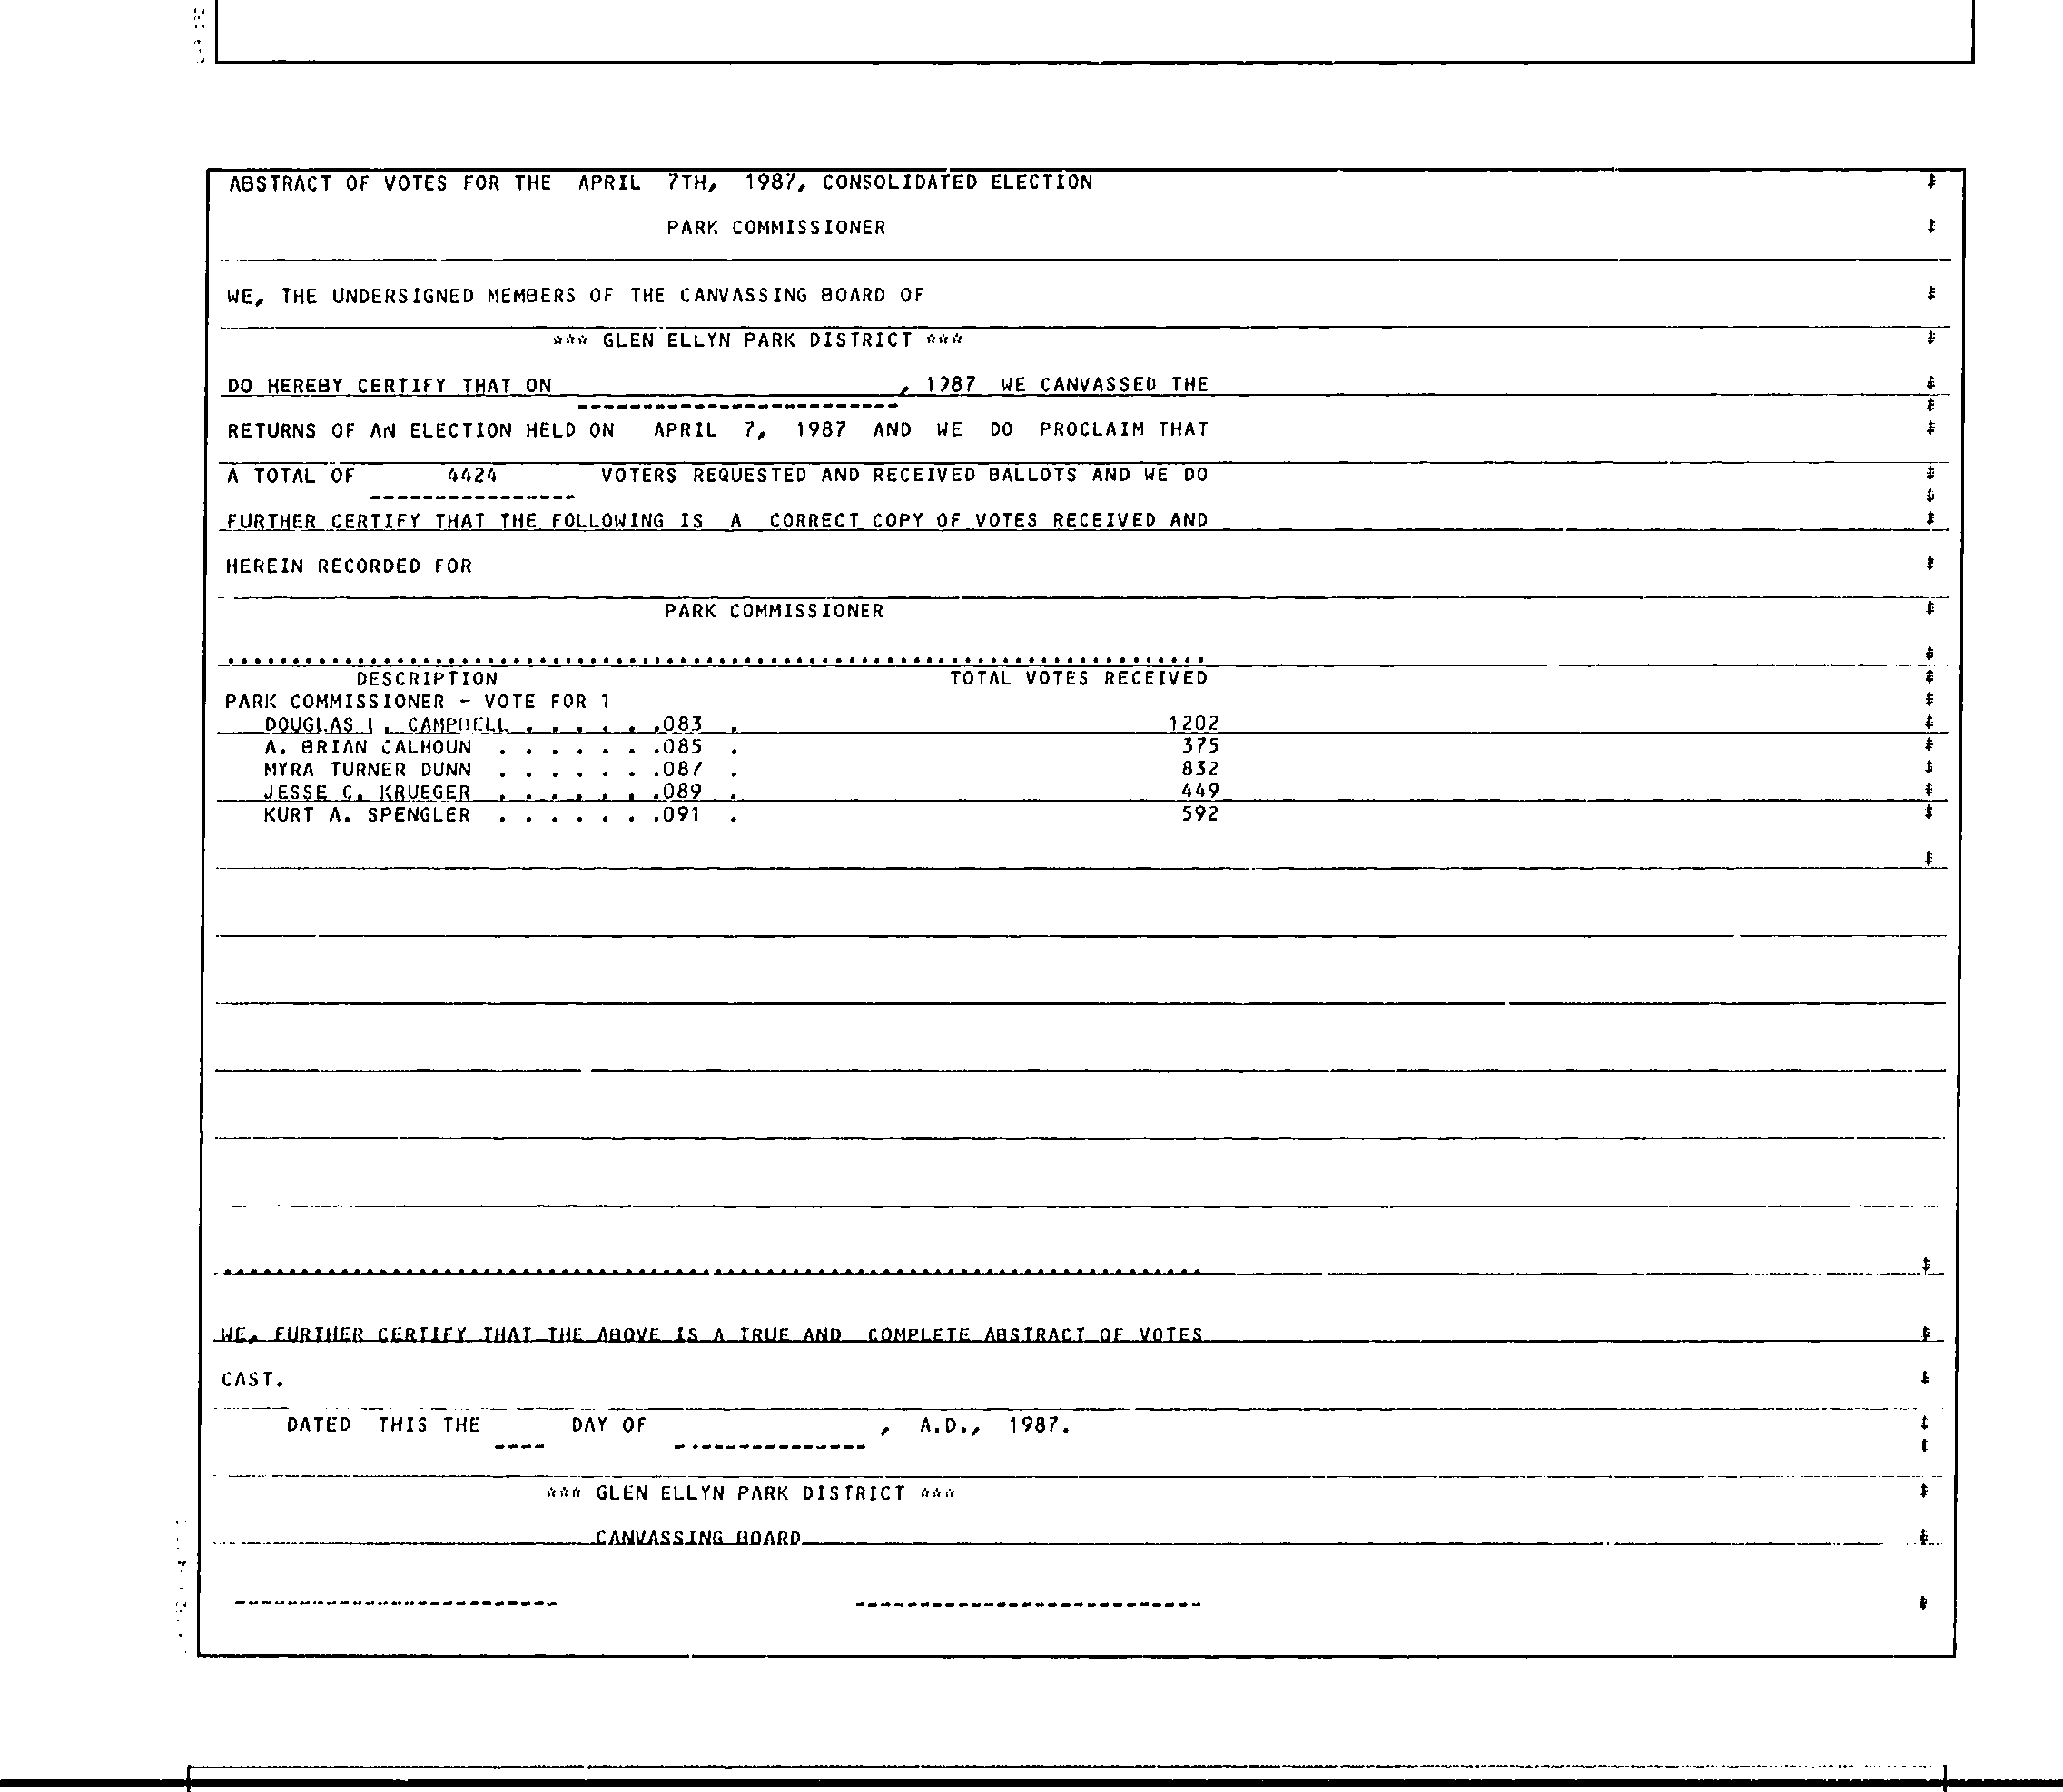 ABSTRACT OF VOTES FOR THE APRIL 7TH, 1987, CONSOLIDATED ELECTION
PARK COMMISSIONER
WE, THE UNDERSIGNED MEMBERS OF THE CANVASSING BOARD OF
*** GLEN ELLYN PARK DISTRICT ***
DO HEREBY CERTIFY THAT ON , 1987 WE CANVASSED THE
RETURNS OF AN ELECTION HELD ON APRIL 7, 1987 AND WE DO PROCLAIM THAT
A TOTAL OF 4424 VOTERS REQUESTED AND RECEIVED BALLOTS AND WE DO
FURTHER CERTIFY THAT THE FOLLOWING IS A CORRECT COPY OF VOTES RECEIVED AND
HEREIN RECORDED FOR
PARK COMMISSIONER
DESCRIPTION TOTAL VOTES RECEIVED
PARK COMMISSIONER - VOTE FOR 1
DOUGLAS L. CAMPBELL . . . . . .083 . 1202
A. BRIAN CALHOUN . . . . . . .085 . 375
MYRA TURNER DUNN . . . . . . .087 . 832
JESSE C. KRUEGER . . . . . . .089 . 449
KURT A. SPENGLER . . . . . . .091 . 592
WE, FURTHER CERTIFY THAT THE ABOVE IS A TRUE AND COMPLETE ABSTRACT OF VOTES
CAST.
DATED THIS THE ---- DAY OF ---------------, A.D., 1987.
*** GLEN ELLYN PARK DISTRICT ***
CANVASSING BOARD